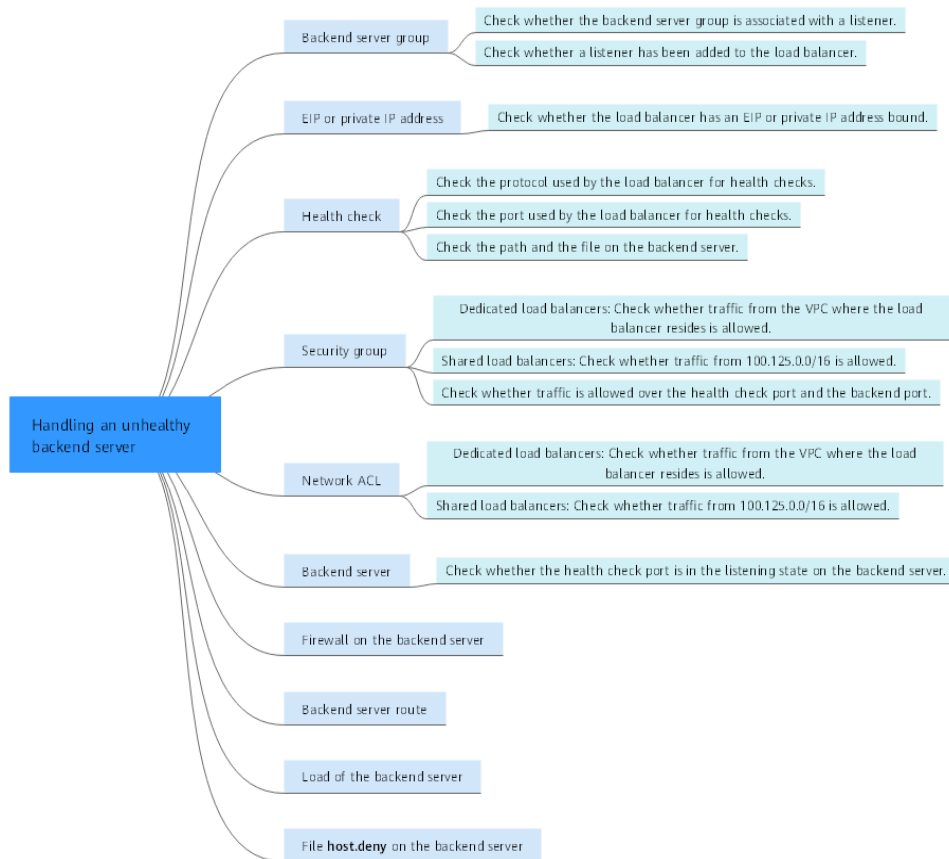 Handling an unhealthy
backend server
Backend server group
Check whether the backend server group is associated with a listener.
Check whether a listener has been added to the load balancer.
EIP or private IP address
Check whether the load balancer has an EIP or private IP address bound.
Health check
Check the protocol used by the load balancer for health checks.
Check the port used by the load balancer for health checks.
Check the path and the file on the backend server.
Security group
Dedicated load balancers: Check whether traffic from the VPC where the load
balancer resides is allowed.
Shared load balancers: Check whether traffic from 100.125.0.0/16 is allowed.
Check whether traffic is allowed over the health check port and the backend port.
Network ACL
Dedicated load balancers: Check whether traffic from the VPC where the load
balancer resides is allowed.
Shared load balancers: Check whether traffic from 100.125.0.0/16 is allowed.
Backend server
Check whether the health check port is in the listening state on the backend server.
Firewall on the backend server
Backend server route
Load of the backend server
File host.deny on the backend server